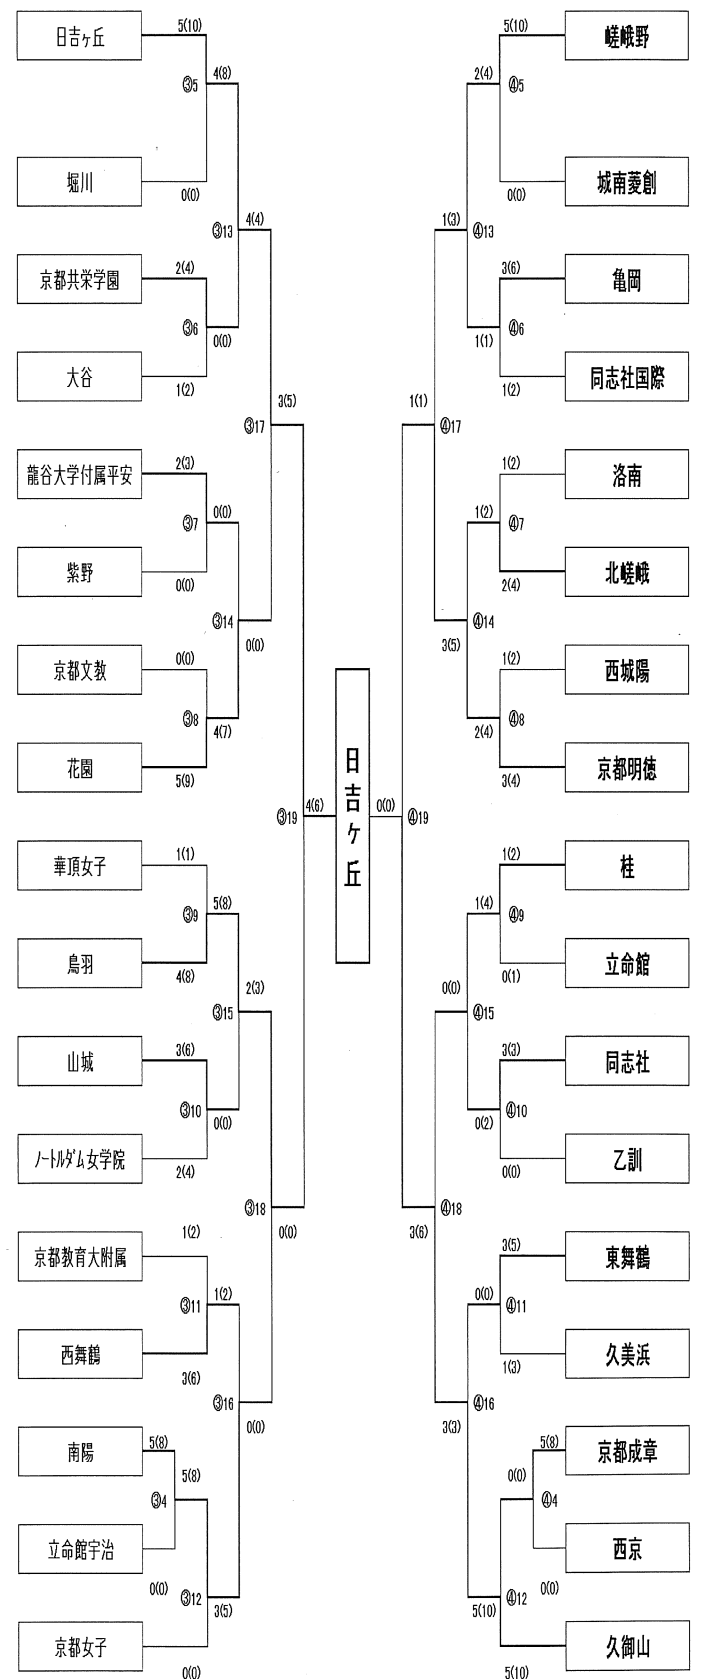 日吉ヶ丘
5(10)
4(8)
③5
堀川
0(0)
③13
4(4)
京都共栄学園
2(4)
③6
0(0)
大谷
1(2)
③17
3(5)
龍谷大学付属平安
2(3)
0(0)
③7
紫野
0(0)
③14
0(0)
京都文教
0(0)
③8
4(7)
花園
5(9)
③19
4(6)
華頂女子
1(1)
5(8)
③9
鳥羽
4(8)
2(3)
③15
山城
3(6)
③10
0(0)
ノートルダム女学院
2(4)
③18
0(0)
京都教育大附属
1(2)
1(2)
③11
西舞鶴
3(6)
③16
0(0)
南陽
5(8)
5(8)
③4
立命館宇治
0(0)
③12
3(5)
京都女子
0(0)
日吉ヶ丘
0(0)
④19
5(10)
嵯峨野
2(4)
④5
城南菱創
0(0)
1(3)
④13
3(6)
亀岡
④6
1(1)
同志社国際
1(2)
1(1)
④17
1(2)
洛南
1(2)
④7
北嵯峨
2(4)
④14
3(5)
1(2)
西城陽
④8
2(4)
京都明徳
3(4)
1(2)
桂
1(4)
④9
立命館
0(1)
0(0)
④15
3(3)
同志社
④10
0(2)
乙訓
0(0)
④18
3(6)
3(5)
東舞鶴
0(0)
④11
久美浜
1(3)
④16
3(3)
5(8)
京都成章
0(0)
④4
西京
0(0)
④12
5(10)
久御山
5(10)